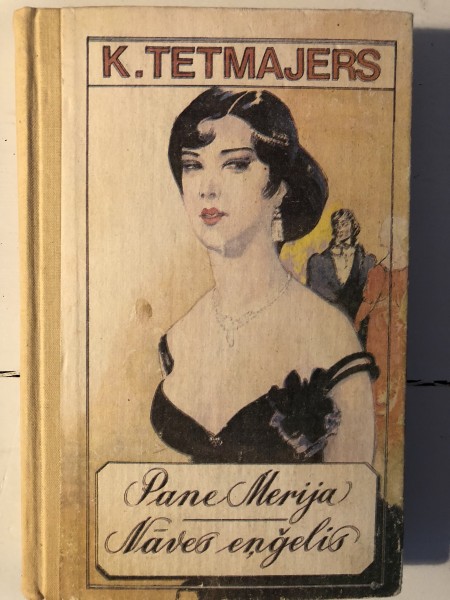 K. TETMAJERS
Pane Merija
Nāves eņģelis